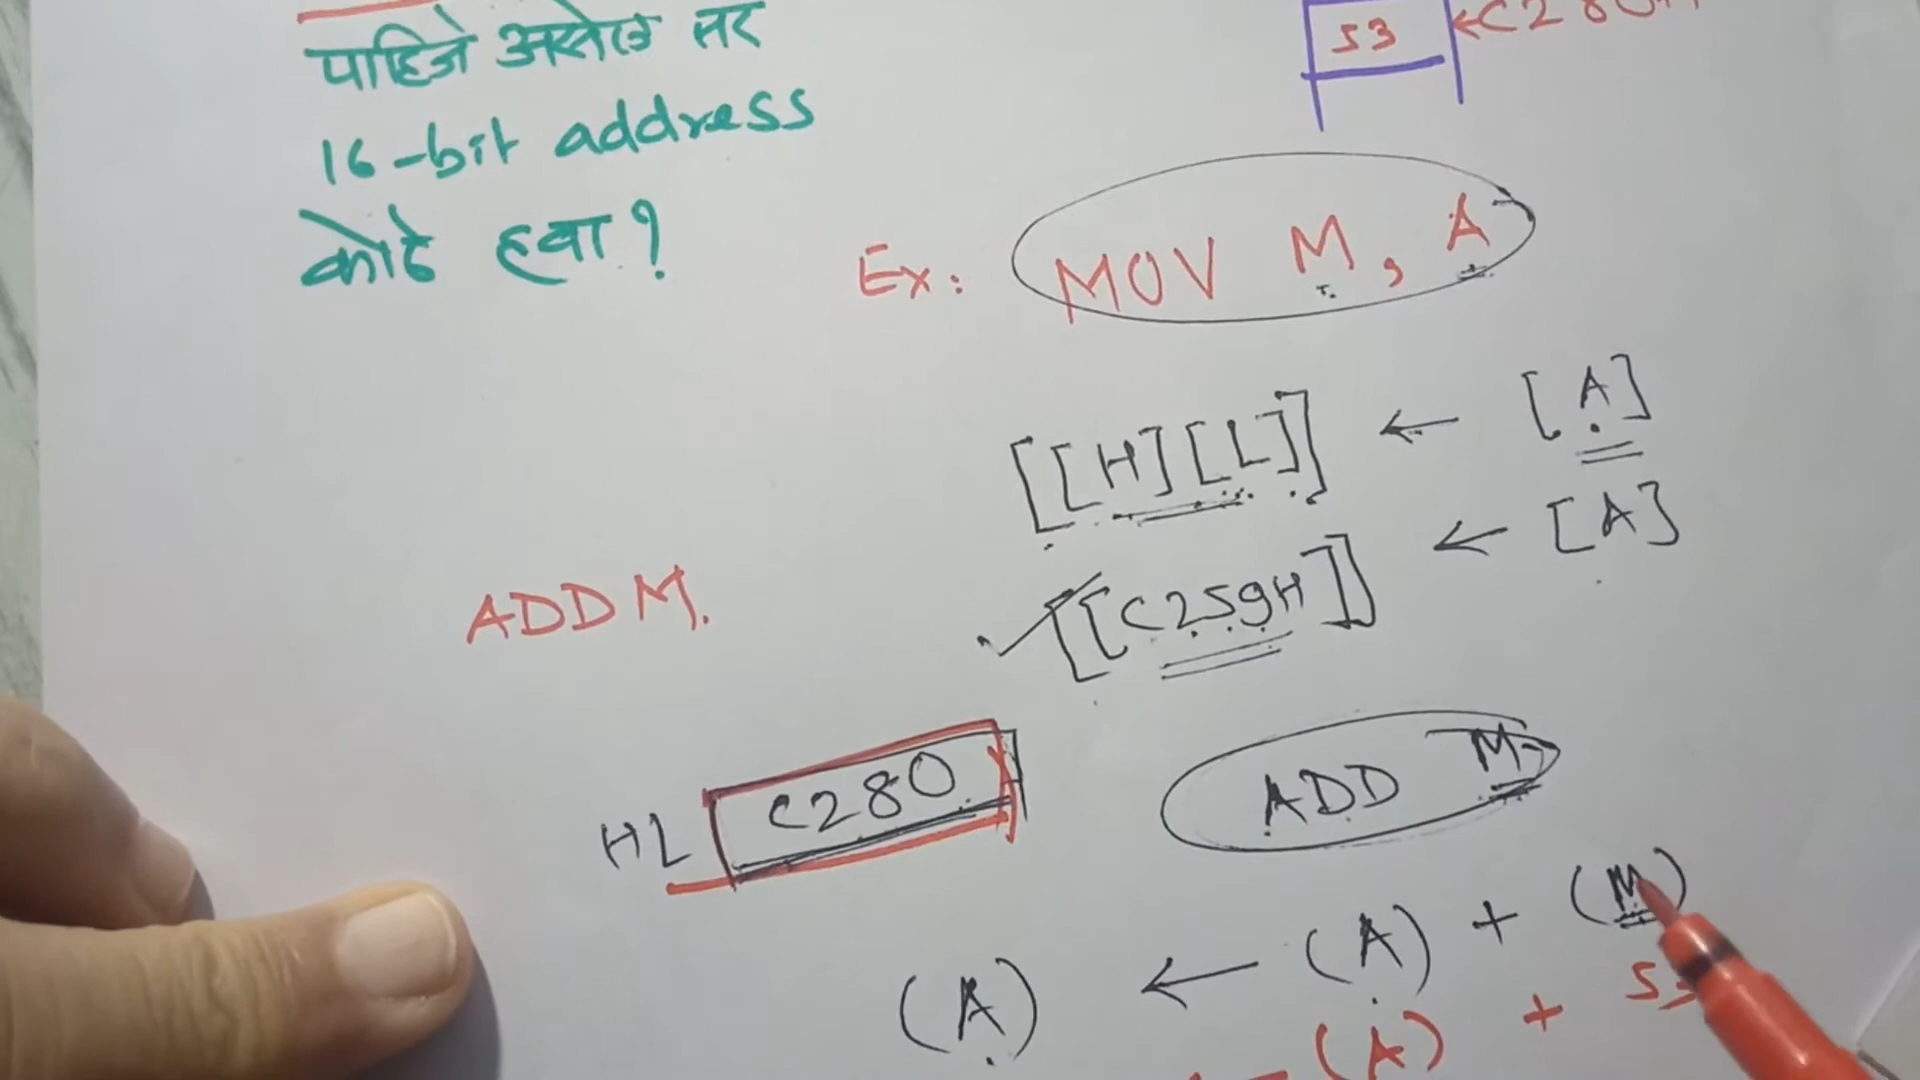 पाहिजे असेल तर
16-bit address
कोठे हवा?
53 ←C280H
Ex: MOV M, A
[[H][L]] ← [A]
[[C259H]] ← [A]
ADD M.
HL C280
ADD M
(A) ← (A) + (M)
(A) + 53